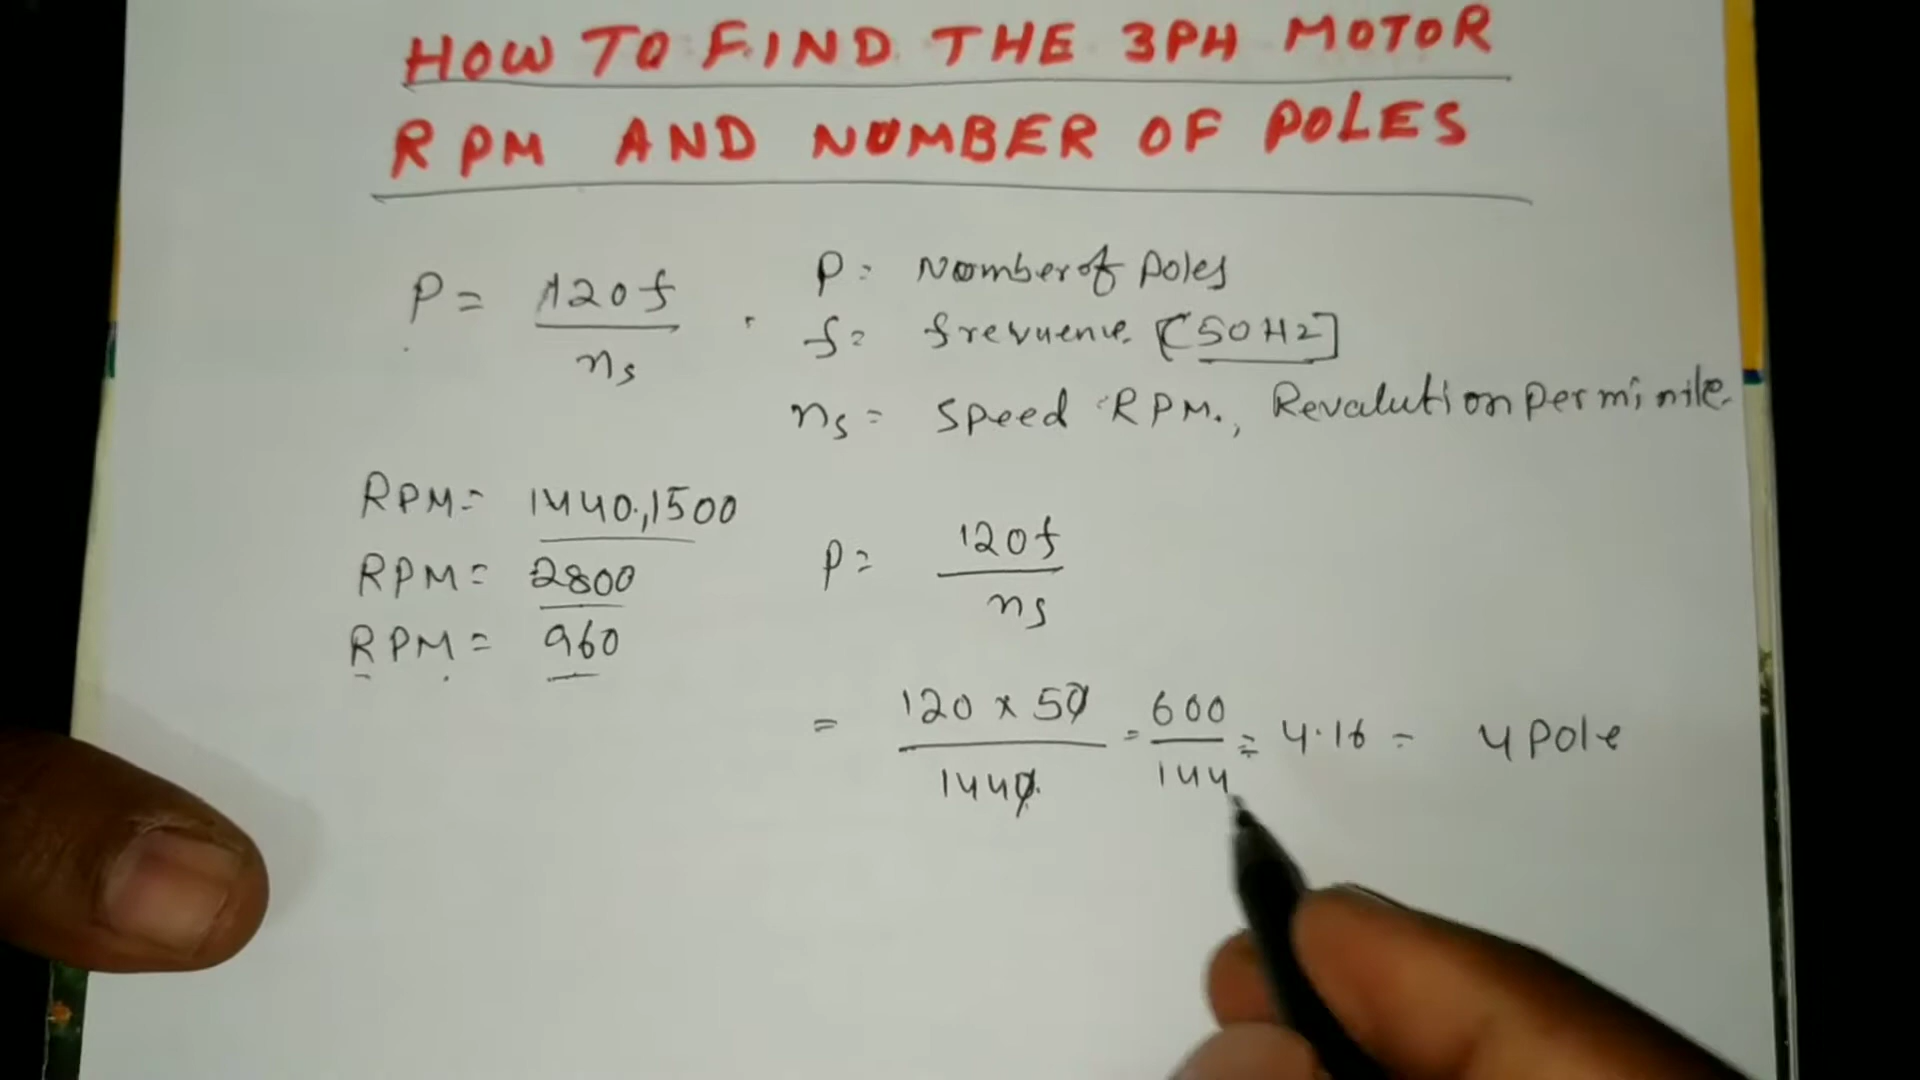 HOW TO FIND THE 3PH MOTOR
RPM AND NUMBER OF POLES
P = 120f / ns
P = Nomber of Poles
f = frevuence [50Hz]
ns = Speed RPM., Revalution per minite.
RPM = 1440, 1500
RPM = 2800
RPM = 960
P = 120f / ns
= 120 x 50 / 1440 = 600 / 144 = 4.16 = 4 Pole